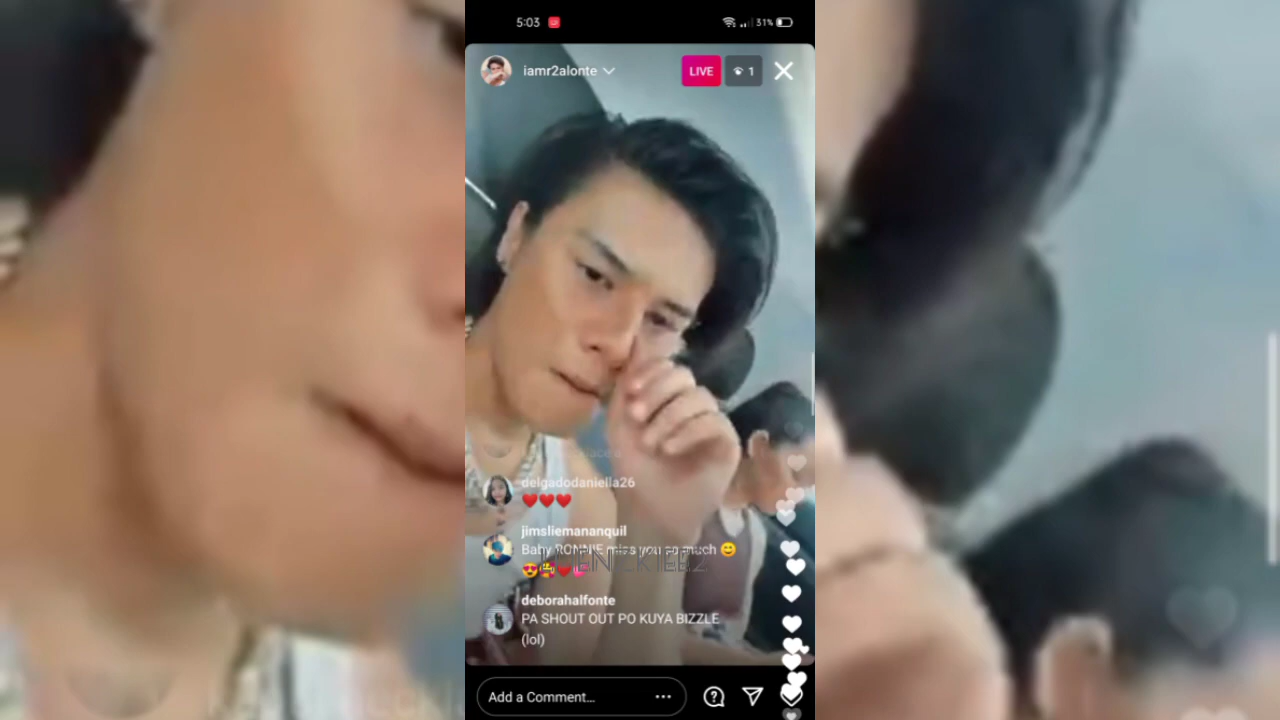 5:03
31%
iamr2alonte
LIVE
1
delgadodaniella26
❤️❤️❤️
jimsliemananquil
Baby RONNIE miss you so much 😊
😍🥰❤️💕
deborahalfonte
PA SHOUT OUT PO KUYA BIZZLE
(lol)
Add a Comment...